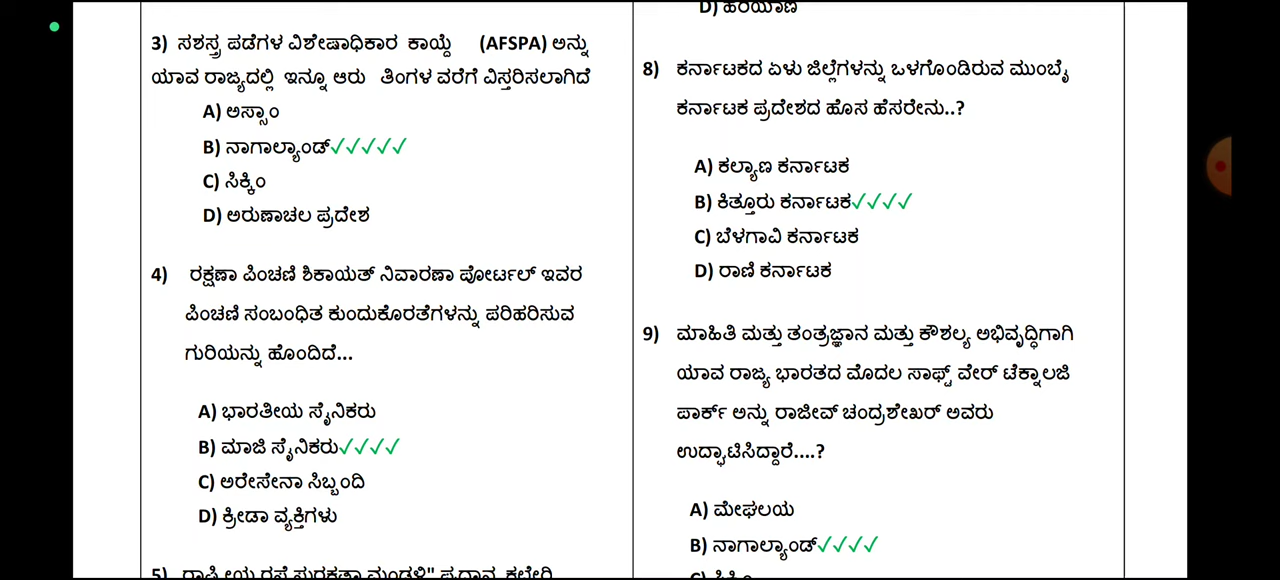 3) ಸಶಸ್ತ್ರ ಪಡೆಗಳ ವಿಶೇಷಾಧಿಕಾರ ಕಾಯ್ದೆ (AFSPA) ಅನ್ನು
ಯಾವ ರಾಜ್ಯದಲ್ಲಿ ಇನ್ನೂ ಆರು ತಿಂಗಳ ವರೆಗೆ ವಿಸ್ತರಿಸಲಾಗಿದೆ
A) ಅಸ್ಸಾಂ
B) ನಾಗಾಲ್ಯಾಂಡ್✓✓✓✓✓
C) ಸಿಕ್ಕಿಂ
D) ಅರುಣಾಚಲ ಪ್ರದೇಶ
4) ರಕ್ಷಣಾ ಪಿಂಚಣಿ ಶಿಕಾಯತ್ ನಿವಾರಣಾ ಪೋರ್ಟಲ್ ಇವರ
ಪಿಂಚಣಿ ಸಂಬಂಧಿತ ಕುಂದುಕೊರತೆಗಳನ್ನು ಪರಿಹರಿಸುವ
ಗುರಿಯನ್ನು ಹೊಂದಿದೆ...
A) ಭಾರತೀಯ ಸೈನಿಕರು
B) ಮಾಜಿ ಸೈನಿಕರು✓✓✓✓
C) ಅರೇಸೇನಾ ಸಿಬ್ಬಂದಿ
D) ಕ್ರೀಡಾ ವ್ಯಕ್ತಿಗಳು
5)
D) ಹರಿಯಾಣ
8) ಕರ್ನಾಟಕದ ಏಳು ಜಿಲ್ಲೆಗಳನ್ನು ಒಳಗೊಂಡಿರುವ ಮುಂಬೈ
ಕರ್ನಾಟಕ ಪ್ರದೇಶದ ಹೊಸ ಹೆಸರೇನು..?
A) ಕಲ್ಯಾಣ ಕರ್ನಾಟಕ
B) ಕಿತ್ತೂರು ಕರ್ನಾಟಕ✓✓✓✓
C) ಬೆಳಗಾವಿ ಕರ್ನಾಟಕ
D) ರಾಣಿ ಕರ್ನಾಟಕ
9) ಮಾಹಿತಿ ಮತ್ತು ತಂತ್ರಜ್ಞಾನ ಮತ್ತು ಕೌಶಲ್ಯ ಅಭಿವೃದ್ಧಿಗಾಗಿ
ಯಾವ ರಾಜ್ಯ ಭಾರತದ ಮೊದಲ ಸಾಫ್ಟ್ ವೇರ್ ಟೆಕ್ನಾಲಜಿ
ಪಾರ್ಕ್ ಅನ್ನು ರಾಜೀವ್ ಚಂದ್ರಶೇಖರ್ ಅವರು
ಉದ್ಘಾಟಿಸಿದ್ದಾರೆ....?
A) ಮೇಘಲಯ
B) ನಾಗಾಲ್ಯಾಂಡ್✓✓✓✓